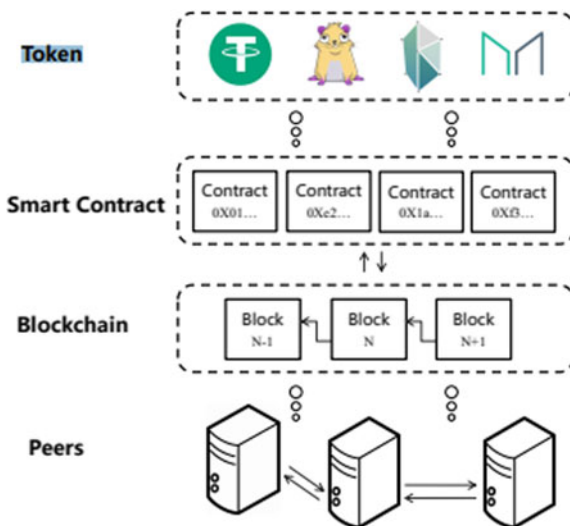 Token
Smart Contract
Contract
0X01...
Contract
0Xe2...
Contract
0X1a...
Contract
0Xf3...
Blockchain
Block
N-1
Block
N
Block
N+1
Peers